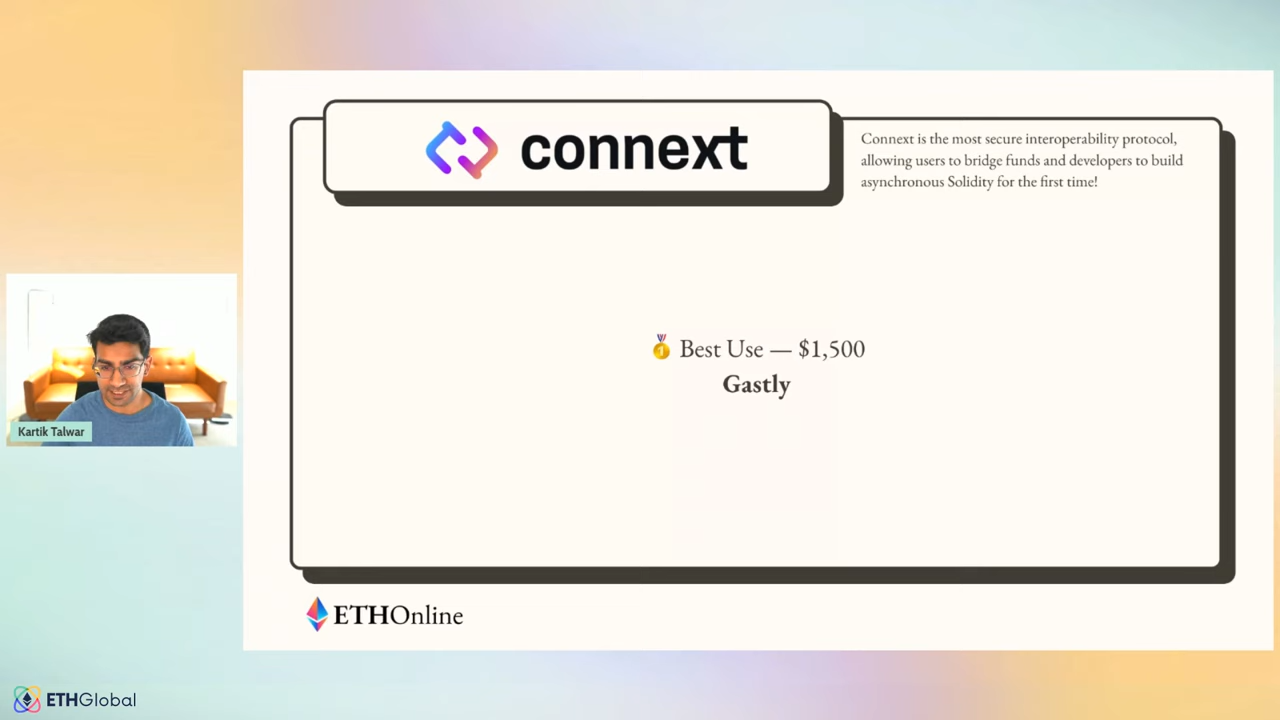 connext
Connext is the most secure interoperability protocol,
allowing users to bridge funds and developers to build
asynchronous Solidity for the first time!
🥇 Best Use — $1,500
Gastly
Kartik Talwar
ETHOnline
ETHGlobal